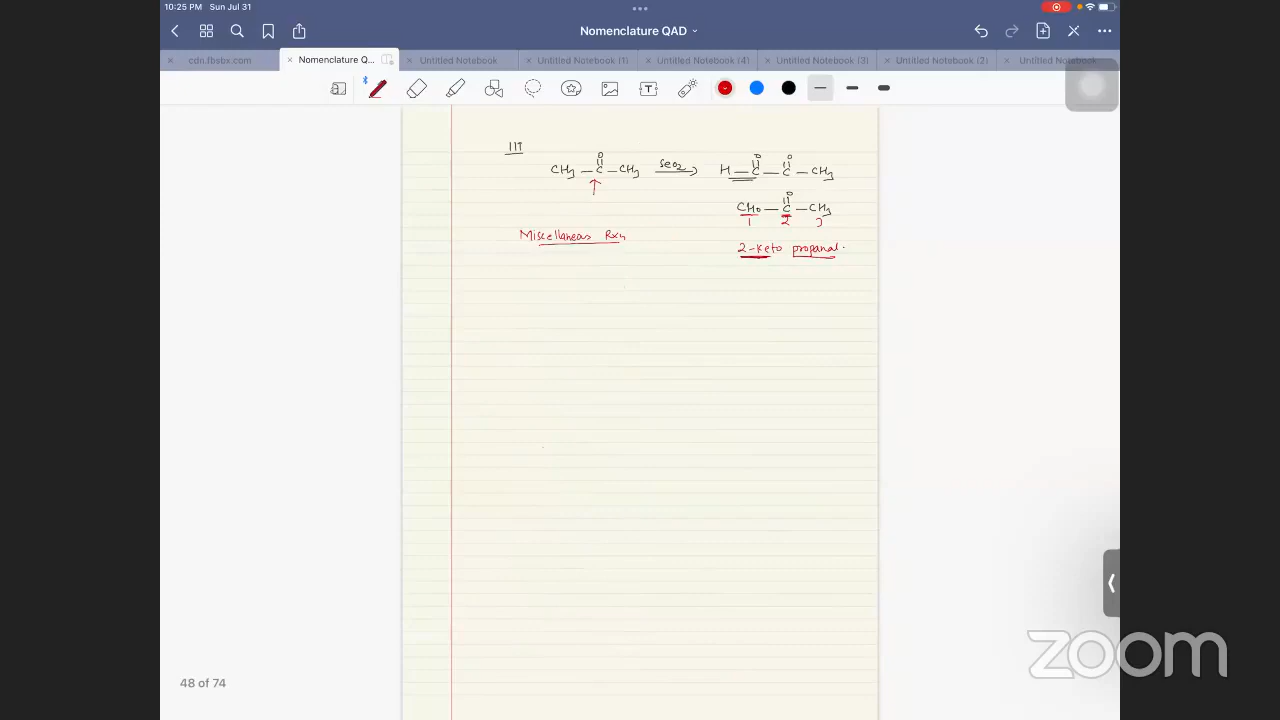 10:25 PM Sun Jul 31
Nomenclature QAD
cdn.fbsbx.com
Nomenclature Q...
Untitled Notebook
Untitled Notebook (1)
Untitled Notebook (4)
Untitled Notebook (3)
Untitled Notebook (2)
Untitled Notebook
CH3 — C — CH3 SeO2 H — C — C — CH3
O O O
CHO — C — CH3
O
1 2 3
Miscellaneous Rxn
2-Keto propanal.
48 of 74
zoom